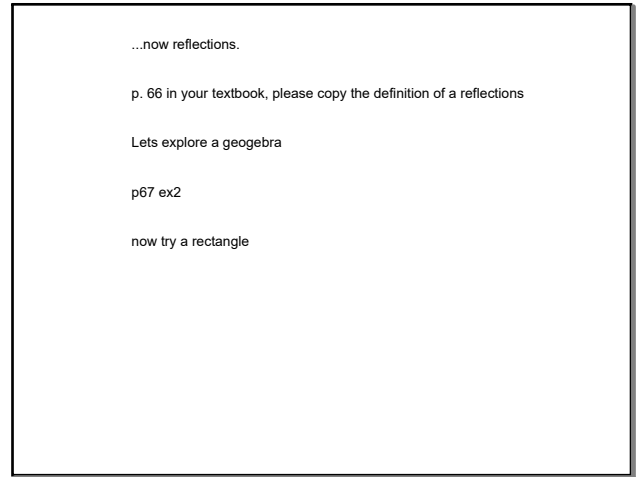 ...now reflections.
p. 66 in your textbook, please copy the definition of a reflections
Lets explore a geogebra
p67 ex2
now try a rectangle